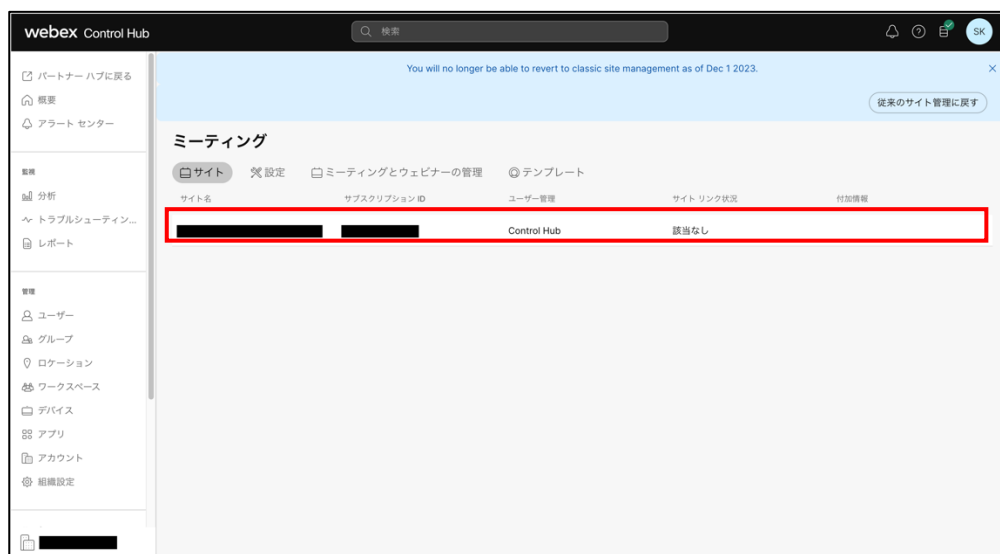 webex Control Hub
検索
SK
パートナー ハブに戻る
概要
アラート センター
You will no longer be able to revert to classic site management as of Dec 1 2023.
従来のサイト管理に戻す
ミーティング
サイト
設定
ミーティングとウェビナーの管理
テンプレート
サイト名
サブスクリプション ID
ユーザー管理
サイト リンク状況
付加情報
Control Hub
該当なし
監視
分析
トラブルシューティン...
レポート
管理
ユーザー
グループ
ロケーション
ワークスペース
デバイス
アプリ
アカウント
組織設定